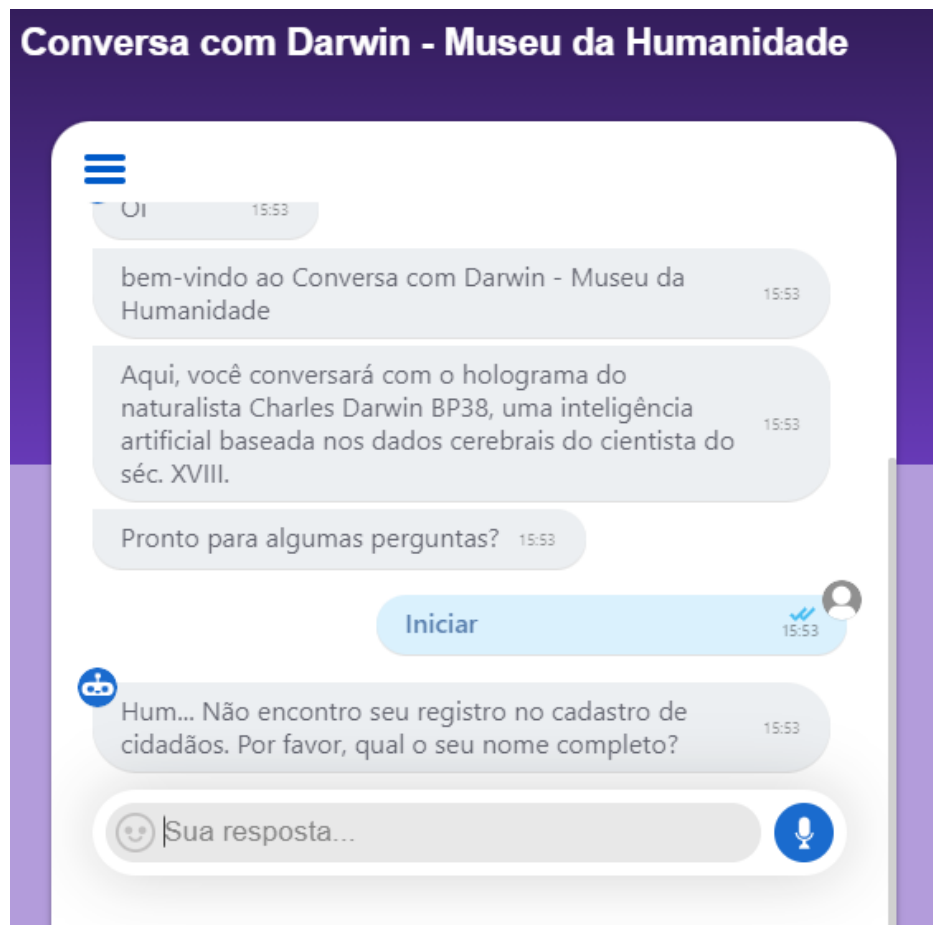 Conversa com Darwin - Museu da Humanidade
Oi 15:53
bem-vindo ao Conversa com Darwin - Museu da
Humanidade
15:53
Aqui, você conversará com o holograma do
naturalista Charles Darwin BP38, uma inteligência
artificial baseada nos dados cerebrais do cientista do
séc. XVIII.
15:53
Pronto para algumas perguntas? 15:53
Iniciar
15:53
Hum... Não encontro seu registro no cadastro de
cidadãos. Por favor, qual o seu nome completo?
15:53
Sua resposta...